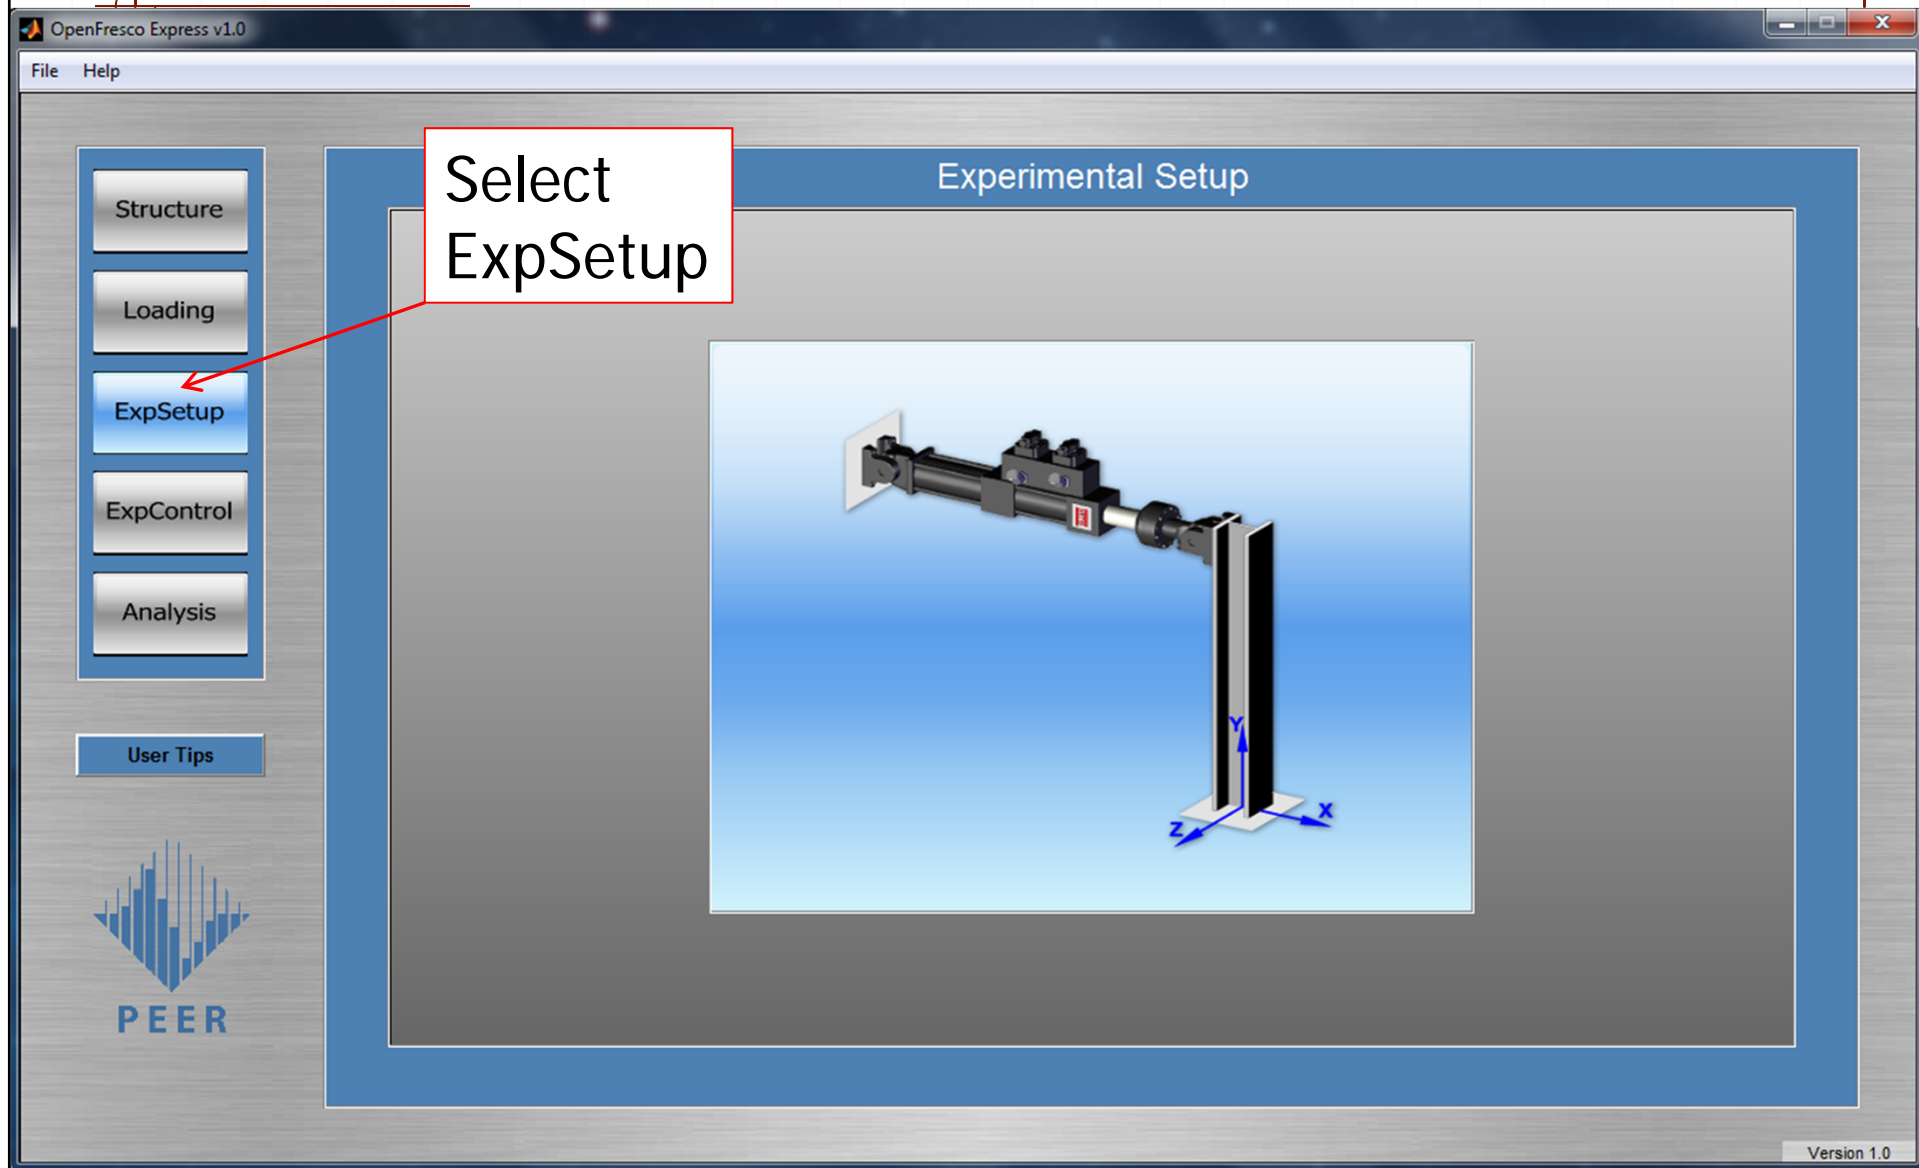 OpenFresco Express v1.0
File Help
Select
ExpSetup
Experimental Setup
Structure
Loading
ExpSetup
ExpControl
Analysis
User Tips
Y
X
Z
PEER
Version 1.0